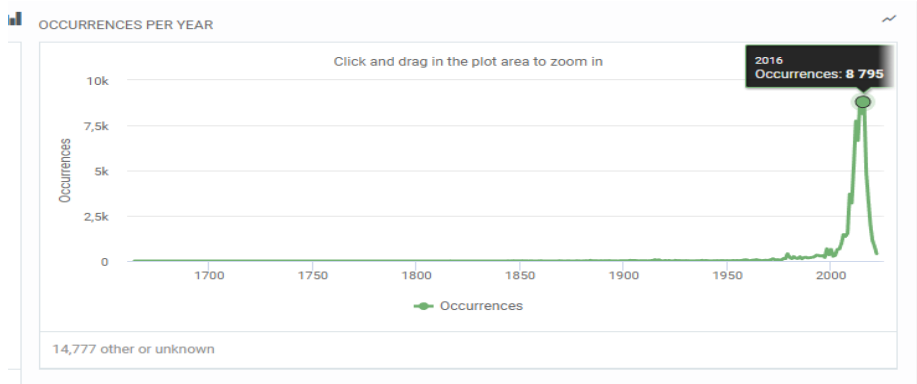 OCCURRENCES PER YEAR
Click and drag in the plot area to zoom in
2016
Occurrences: 8 795
10k
7,5k
5k
2,5k
0
Occurrences
1700
1750
1800
1850
1900
1950
2000
Occurrences
14,777 other or unknown